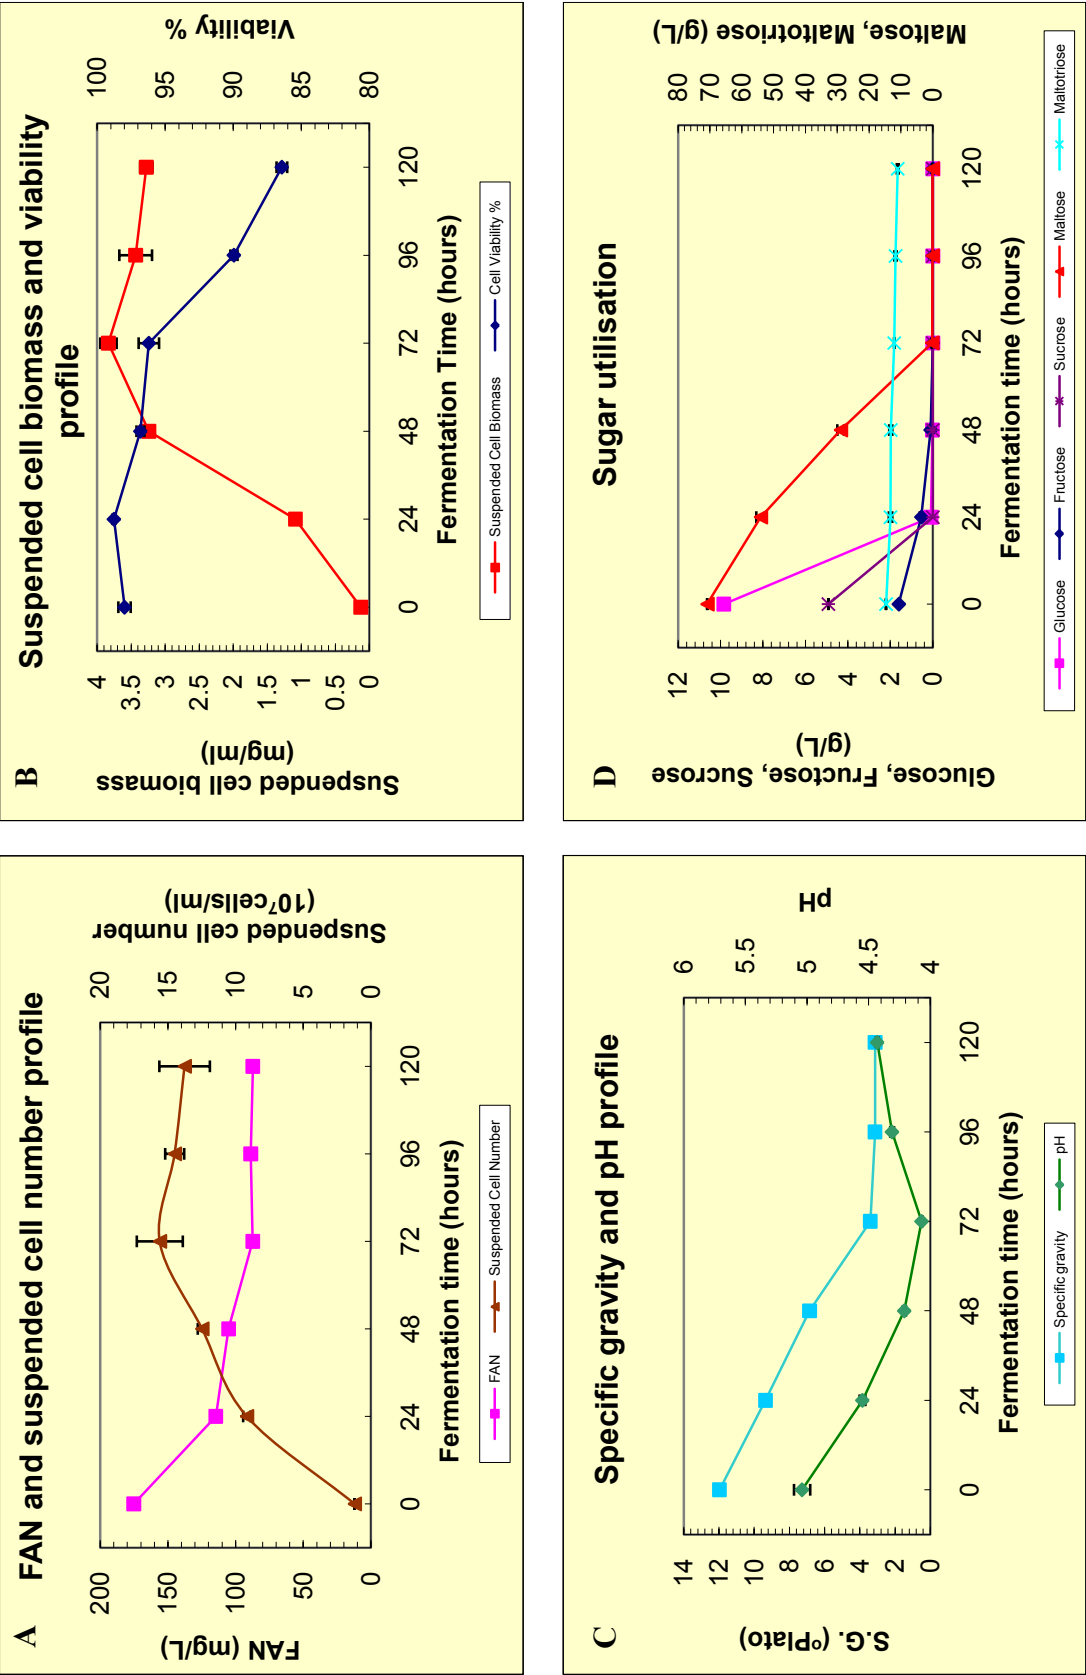 A
FAN and suspended cell number profile
FAN (mg/L)
200
150
100
50
0
Suspended cell number
(10⁷cells/ml)
20
15
10
5
0
0 24 48 72 96 120
Fermentation time (hours)
FAN Suspended Cell Number
B
Suspended cell biomass and viability
profile
Suspended cell biomass
(mg/ml)
4
3.5
3
2.5
2
1.5
1
0.5
0
Viability %
100
95
90
85
80
0 24 48 72 96 120
Fermentation Time (hours)
Suspended Cell Biomass Cell Viability %
C
Specific gravity and pH profile
S.G. (ºPlato)
14
12
10
8
6
4
2
0
pH
6
5.5
5
4.5
4
0 24 48 72 96 120
Fermentation time (hours)
Specific gravity pH
D
Sugar utilisation
Glucose, Fructose, Sucrose
(g/L)
12
10
8
6
4
2
0
Maltose, Maltotriose (g/L)
80
70
60
50
40
30
20
10
0
0 24 48 72 96 120
Fermentation time (hours)
Glucose Fructose Sucrose Maltose Maltotriose